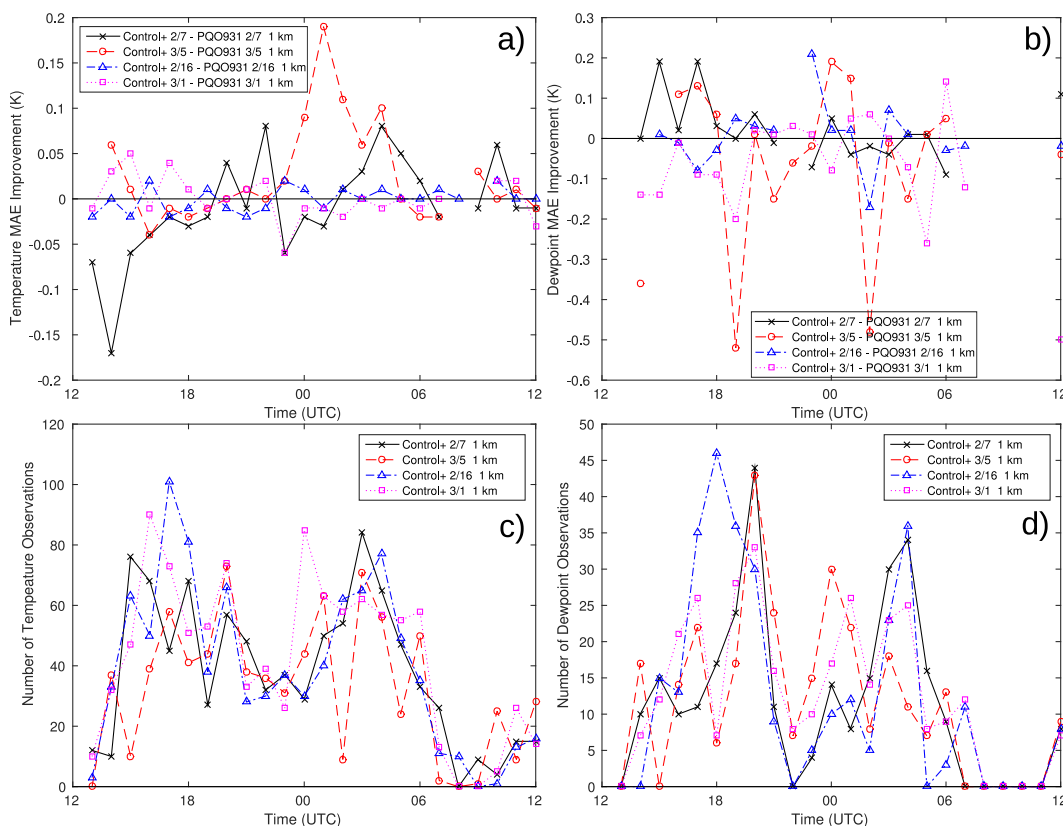 a)
Control+ 2/7 - PQO931 2/7 1 km
Control+ 3/5 - PQO931 3/5 1 km
Control+ 2/16 - PQO931 2/16 1 km
Control+ 3/1 - PQO931 3/1 1 km
Temperature MAE Improvement (K)
0.2
0.15
0.1
0.05
0
-0.05
-0.1
-0.15
-0.2
12 18 00 06 12
Time (UTC)
b)
Control+ 2/7 - PQO931 2/7 1 km
Control+ 3/5 - PQO931 3/5 1 km
Control+ 2/16 - PQO931 2/16 1 km
Control+ 3/1 - PQO931 3/1 1 km
Dewpoint MAE Improvement (K)
0.3
0.2
0.1
0
-0.1
-0.2
-0.3
-0.4
-0.5
-0.6
12 18 00 06 12
Time (UTC)
c)
Control+ 2/7 1 km
Control+ 3/5 1 km
Control+ 2/16 1 km
Control+ 3/1 1 km
Number of Tempeature Observations
120
100
80
60
40
20
0
12 18 00 06 12
Time (UTC)
d)
Control+ 2/7 1 km
Control+ 3/5 1 km
Control+ 2/16 1 km
Control+ 3/1 1 km
Number of Dewpoint Observations
50
45
40
35
30
25
20
15
10
5
0
12 18 00 06 12
Time (UTC)